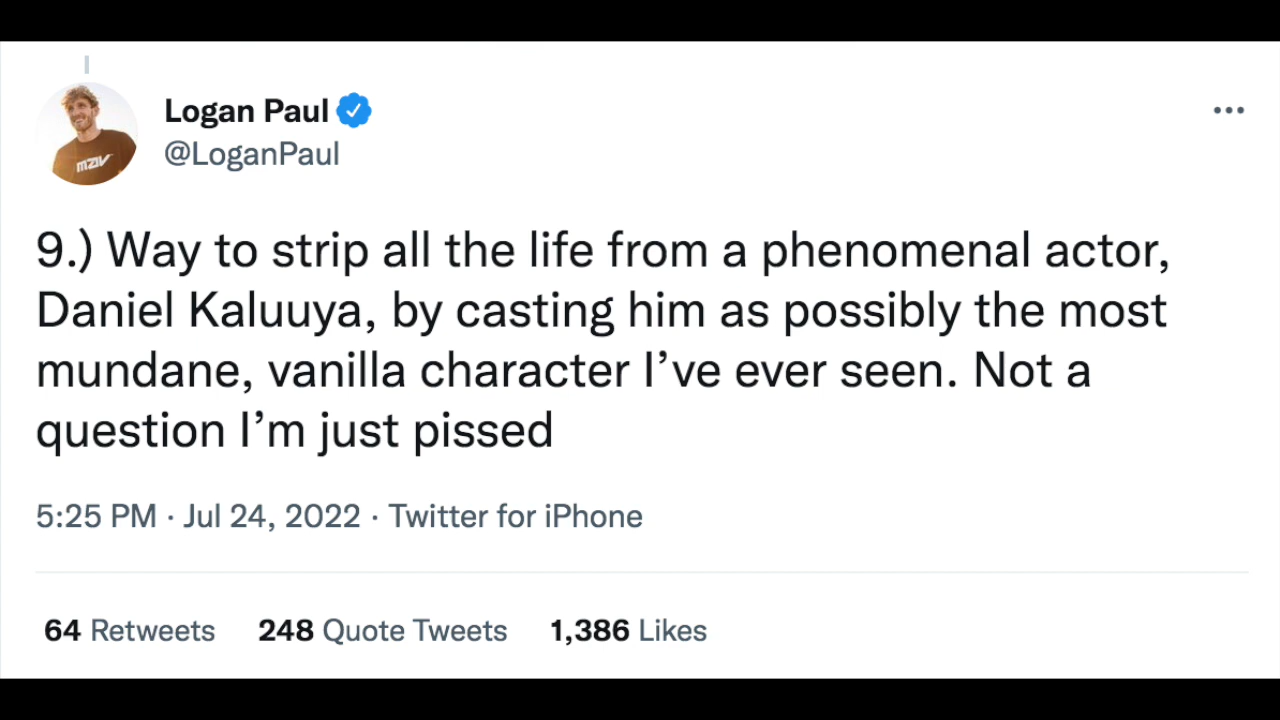 Logan Paul
@LoganPaul
9.) Way to strip all the life from a phenomenal actor,
Daniel Kaluuya, by casting him as possibly the most
mundane, vanilla character I’ve ever seen. Not a
question I’m just pissed
5:25 PM · Jul 24, 2022 · Twitter for iPhone
64 Retweets 248 Quote Tweets 1,386 Likes